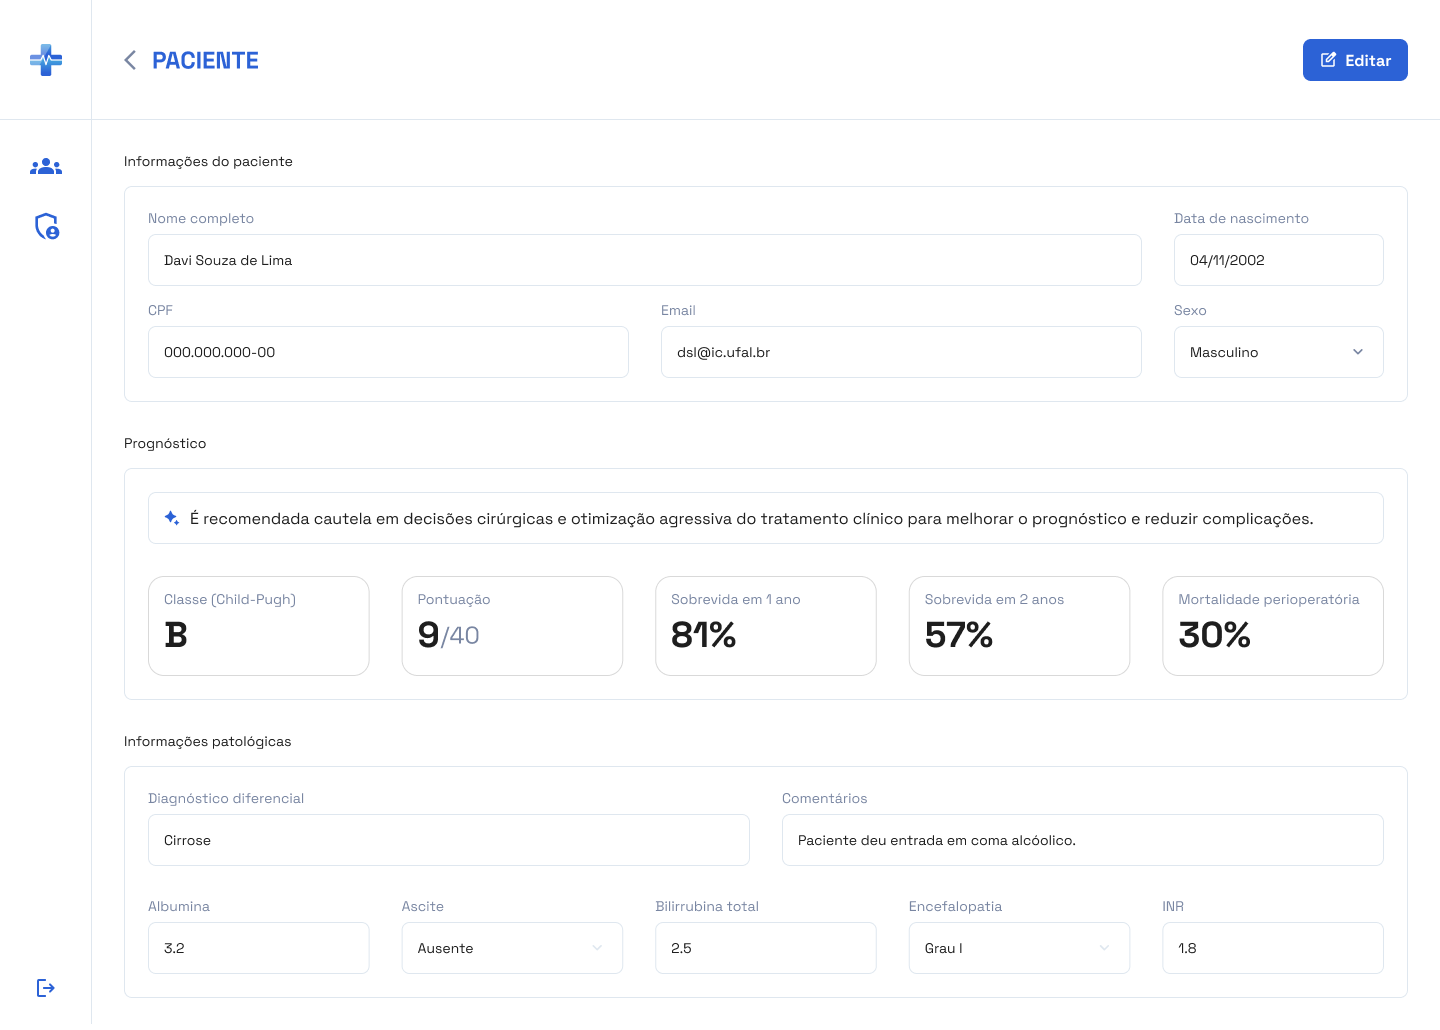 PACIENTE
Editar
Informações do paciente
Nome completo
Data de nascimento
Davi Souza de Lima
04/11/2002
CPF
Email
Sexo
000.000.000-00
dsl@ic.ufal.br
Masculino
Prognóstico
É recomendada cautela em decisões cirúrgicas e otimização agressiva do tratamento clínico para melhorar o prognóstico e reduzir complicações.
Classe (Child-Pugh)
B
Pontuação
9/40
Sobrevida em 1 ano
81%
Sobrevida em 2 anos
57%
Mortalidade perioperatória
30%
Informações patológicas
Diagnóstico diferencial
Comentários
Cirrose
Paciente deu entrada em coma alcóolico.
Albumina
Ascite
Bilirrubina total
Encefalopatia
INR
3.2
Ausente
2.5
Grau I
1.8